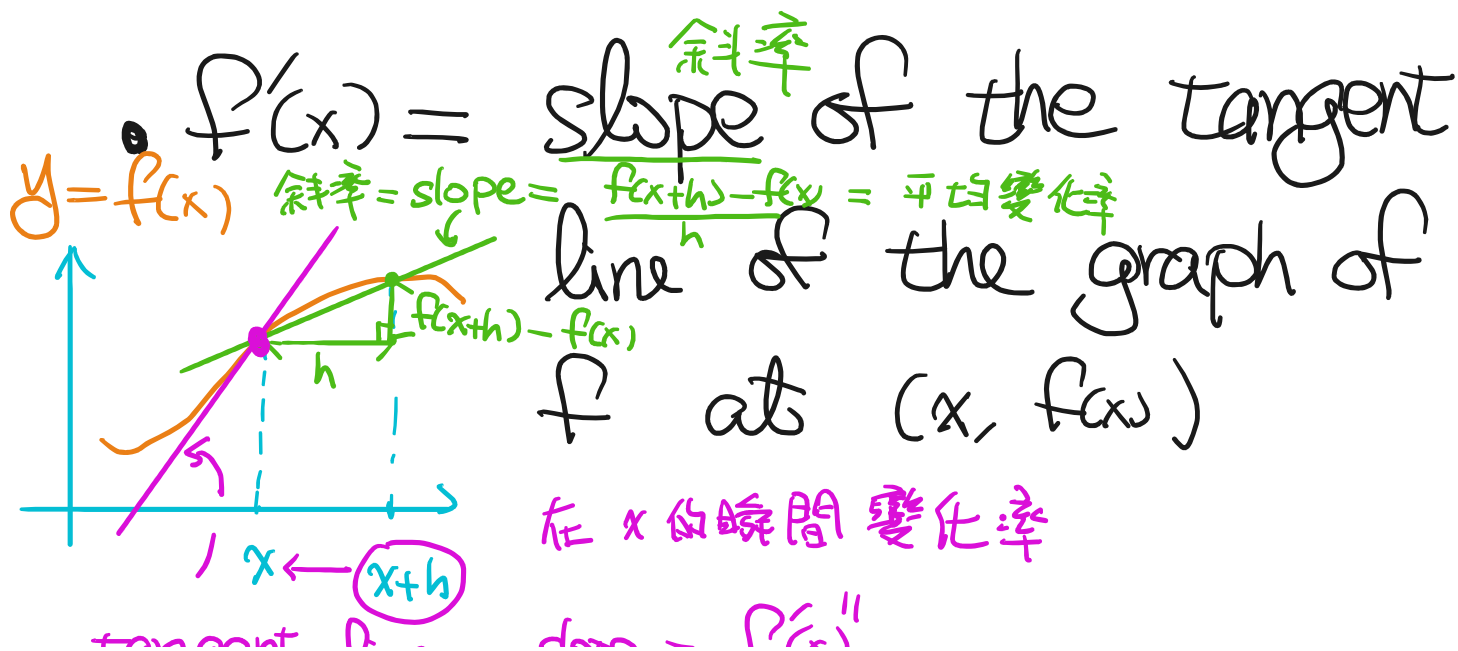 斜率
• f'(x) = slope of the tangent
y = f(x)
斜率 = slope = f(x+h) - f(x) / h = 平均變化率
line of the graph of
f(x+h) - f(x)
h
f at (x, f(x))
在 x 的瞬間變化率
x ← x+h